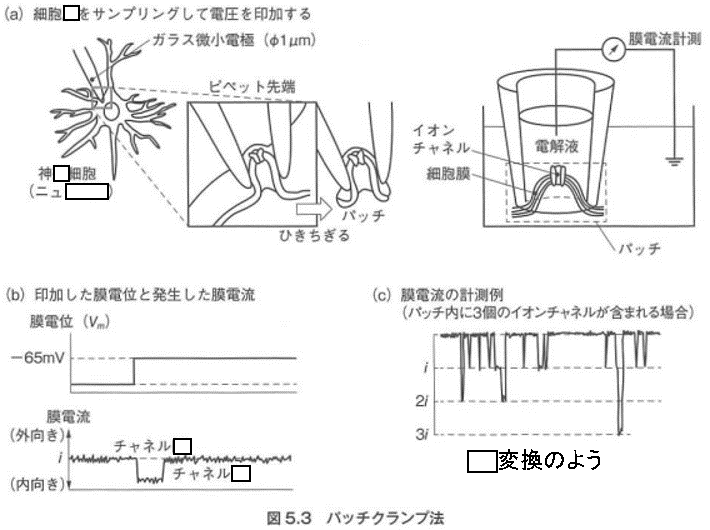 (a) 細胞□をサンプリングして電圧を印加する
ガラス微小電極(φ1μm)
ピペット先端
神□細胞
(ニュ□)
パッチ
ひきちぎる
膜電流計測
イオン
チャネル
電解液
細胞膜
パッチ
(b) 印加した膜電位と発生した膜電流
膜電位 (Vm)
−65mV
膜電流
(外向き)
i
(内向き)
チャネル□
チャネル□
(c) 膜電流の計測例
(パッチ内に3個のイオンチャネルが含まれる場合)
i
2i
3i
□変換のよう
図5.3 パッチクランプ法